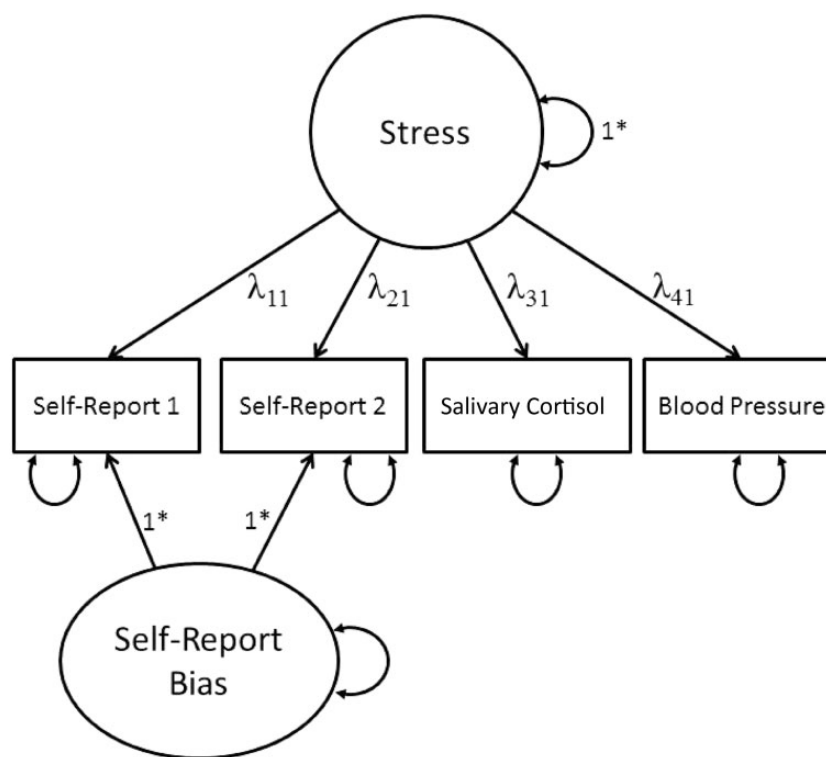 Stress
1*
λ11
λ21
λ31
λ41
Self-Report 1
Self-Report 2
Salivary Cortisol
Blood Pressure
1*
1*
Self-Report
Bias